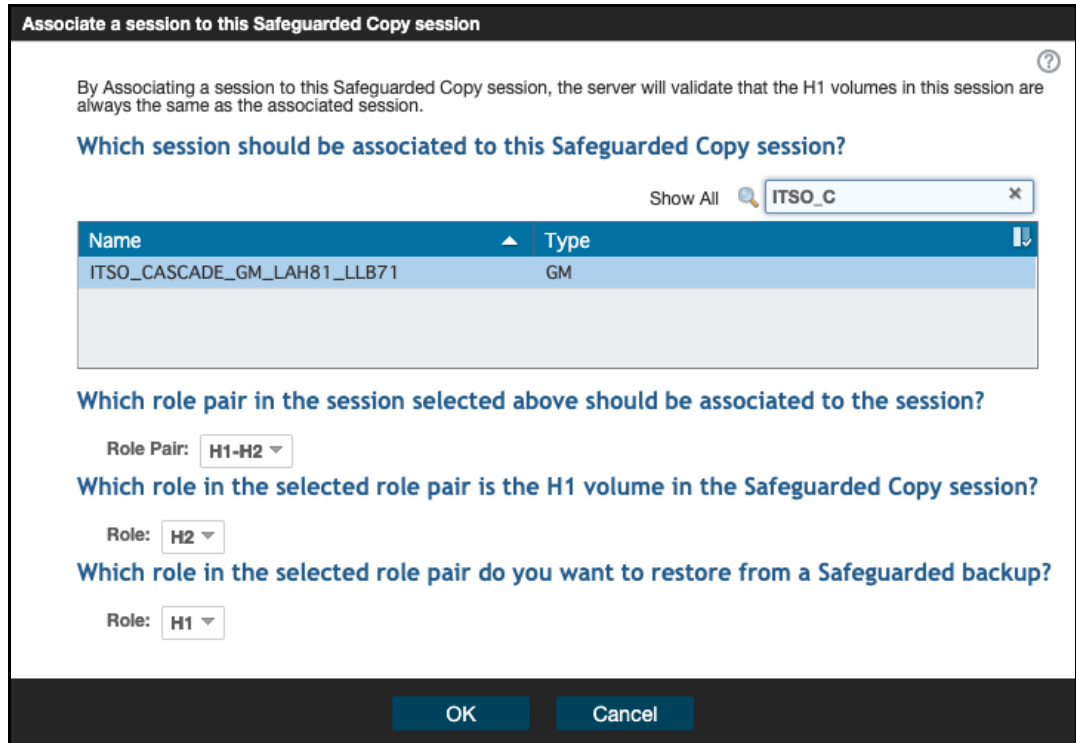 Associate a session to this Safeguarded Copy session
?
By Associating a session to this Safeguarded Copy session, the server will validate that the H1 volumes in this session are
always the same as the associated session.
Which session should be associated to this Safeguarded Copy session?
Show All ITSO_C ×
Name Type
ITSO_CASCADE_GM_LAH81_LLB71 GM
Which role pair in the session selected above should be associated to the session?
Role Pair: H1-H2
Which role in the selected role pair is the H1 volume in the Safeguarded Copy session?
Role: H2
Which role in the selected role pair do you want to restore from a Safeguarded backup?
Role: H1
OK Cancel